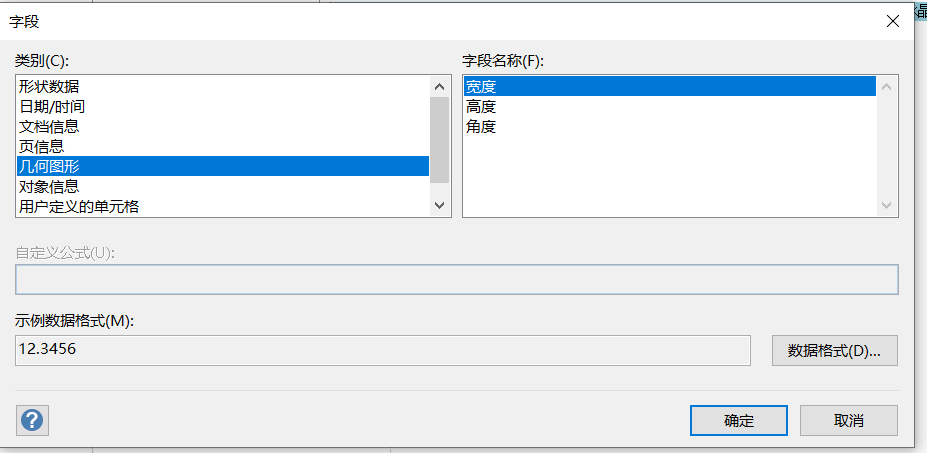 字段
类别(C):
字段名称(F):
形状数据
日期/时间
文档信息
页信息
几何图形
对象信息
用户定义的单元格
宽度
高度
角度
自定义公式(U):
示例数据格式(M):
12.3456
数据格式(D)...
?
确定
取消